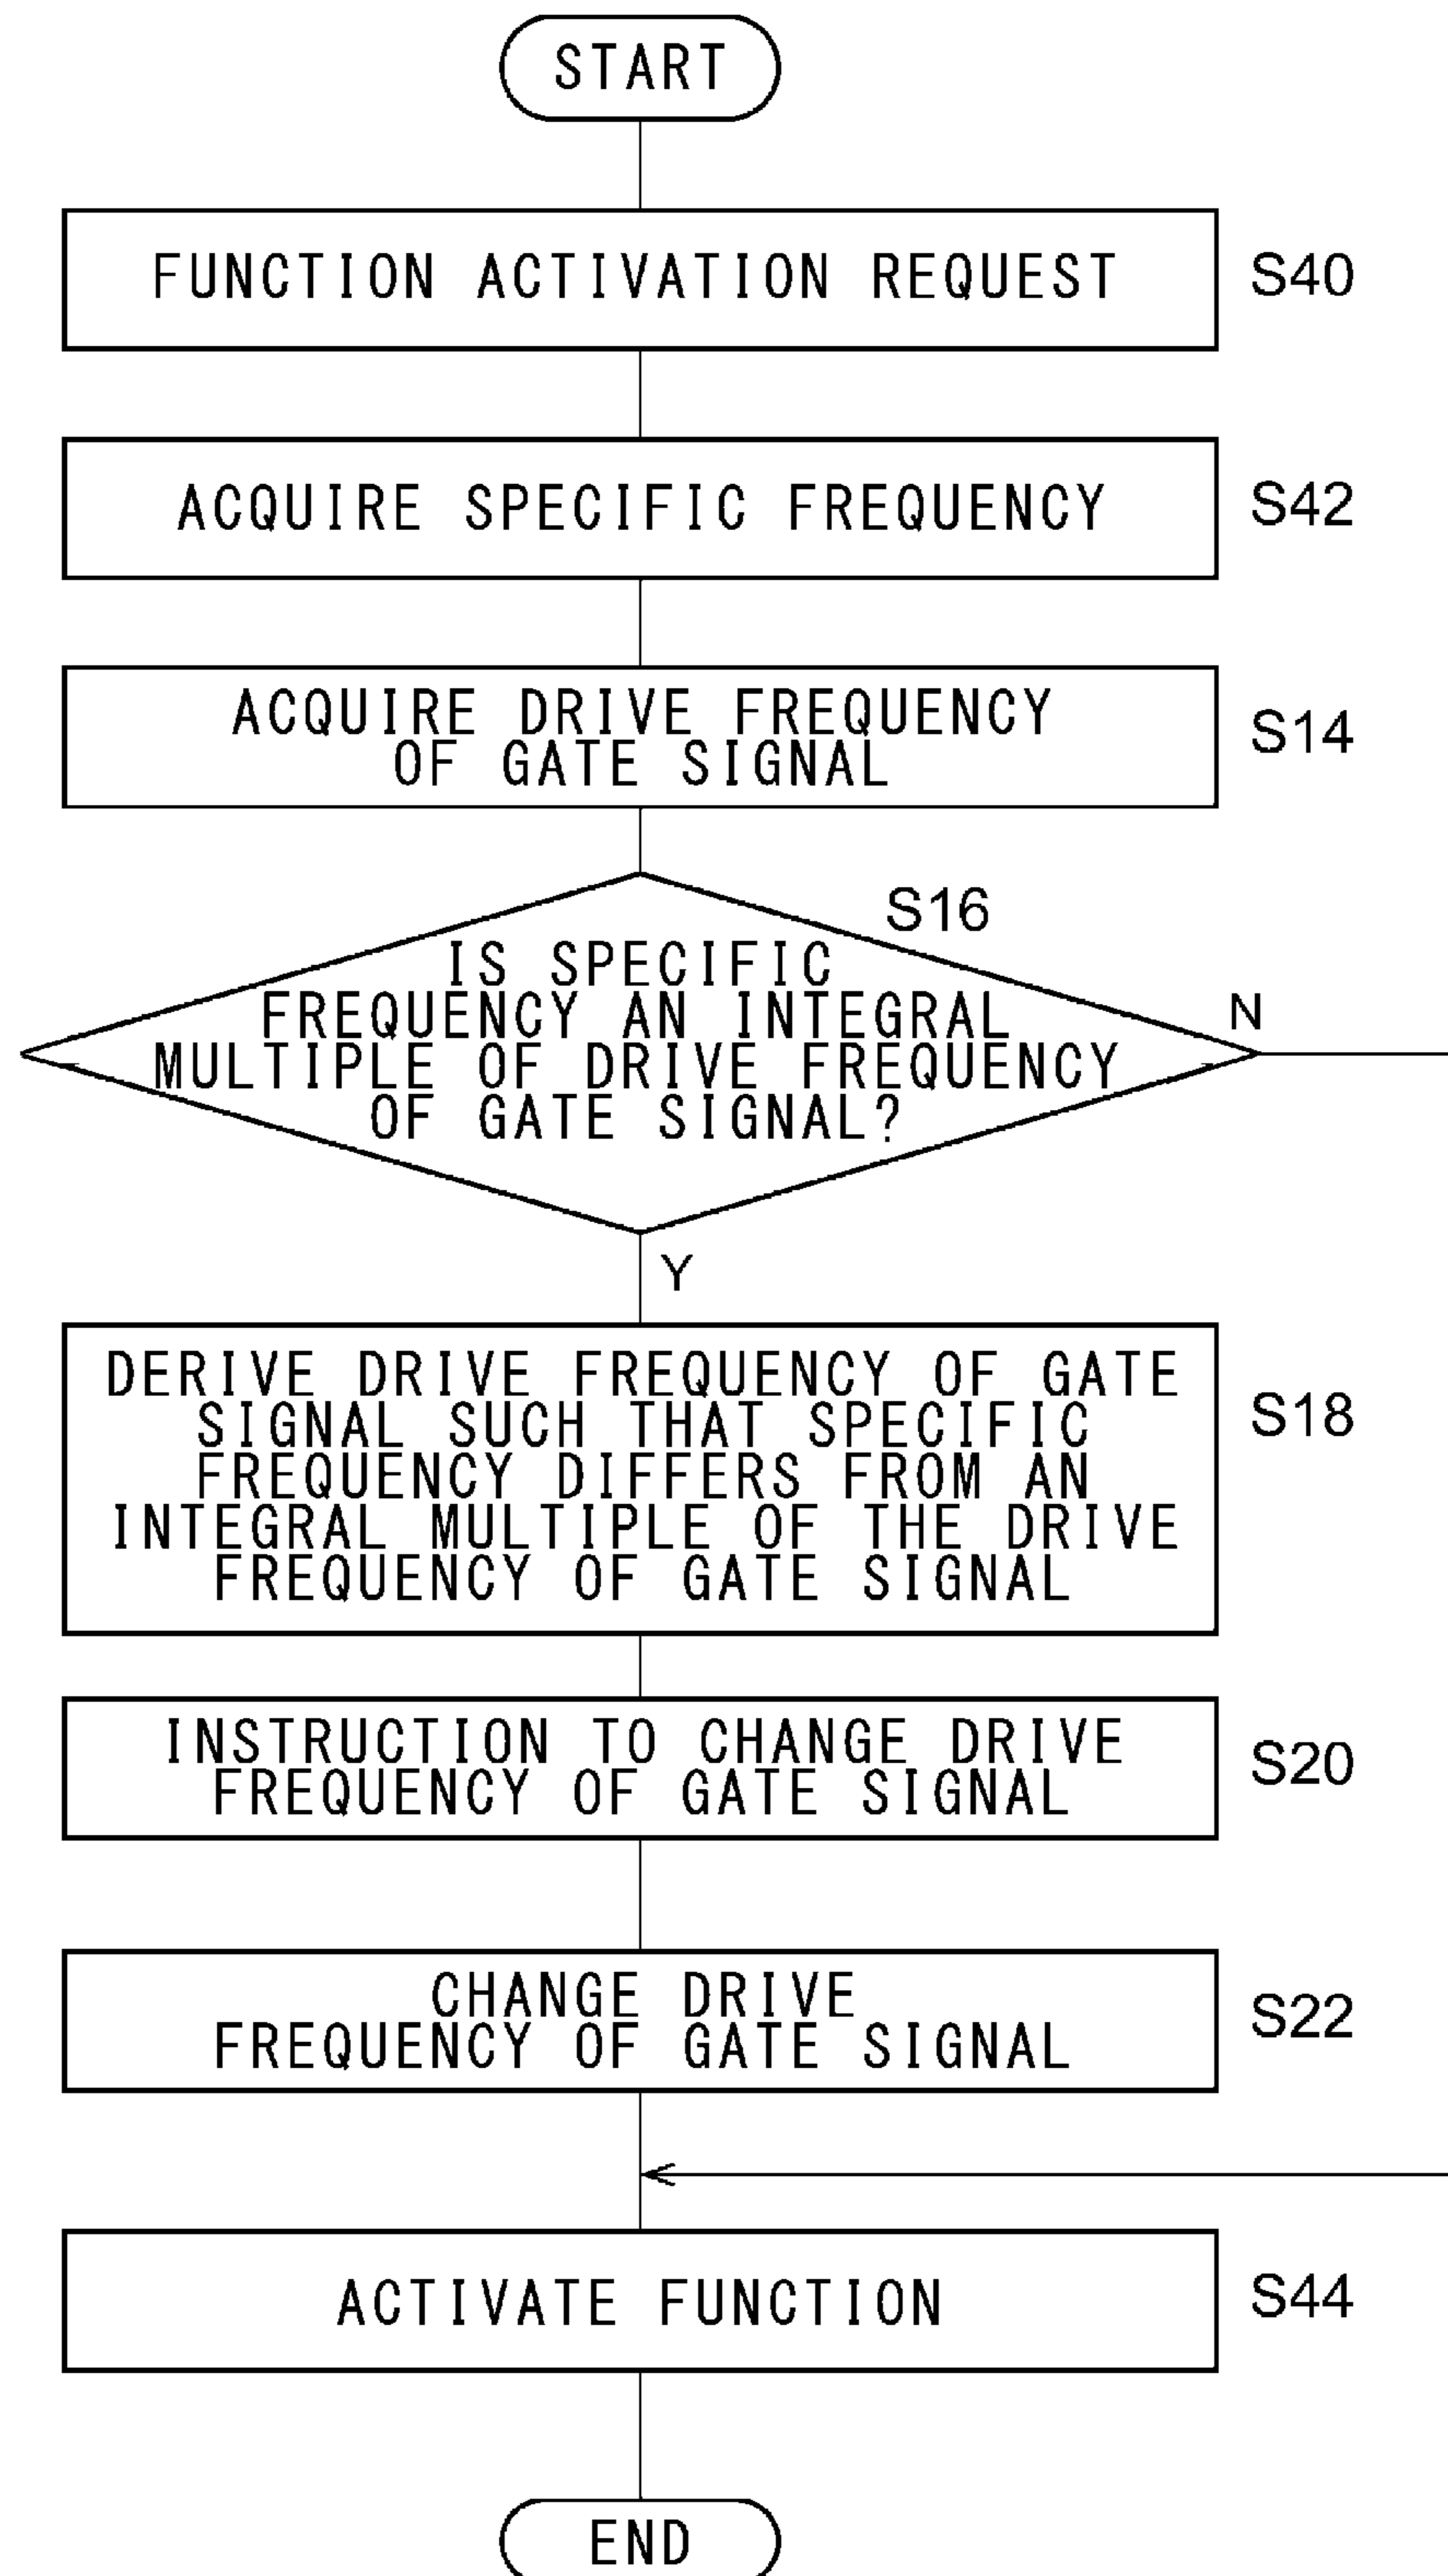 START
FUNCTION ACTIVATION REQUEST
S40
ACQUIRE SPECIFIC FREQUENCY
S42
ACQUIRE DRIVE FREQUENCY
OF GATE SIGNAL
S14
S16
IS SPECIFIC
FREQUENCY AN INTEGRAL
MULTIPLE OF DRIVE FREQUENCY
OF GATE SIGNAL?
N
Y
DERIVE DRIVE FREQUENCY OF GATE
SIGNAL SUCH THAT SPECIFIC
FREQUENCY DIFFERS FROM AN
INTEGRAL MULTIPLE OF THE DRIVE
FREQUENCY OF GATE SIGNAL
S18
INSTRUCTION TO CHANGE DRIVE
FREQUENCY OF GATE SIGNAL
S20
CHANGE DRIVE
FREQUENCY OF GATE SIGNAL
S22
ACTIVATE FUNCTION
S44
END